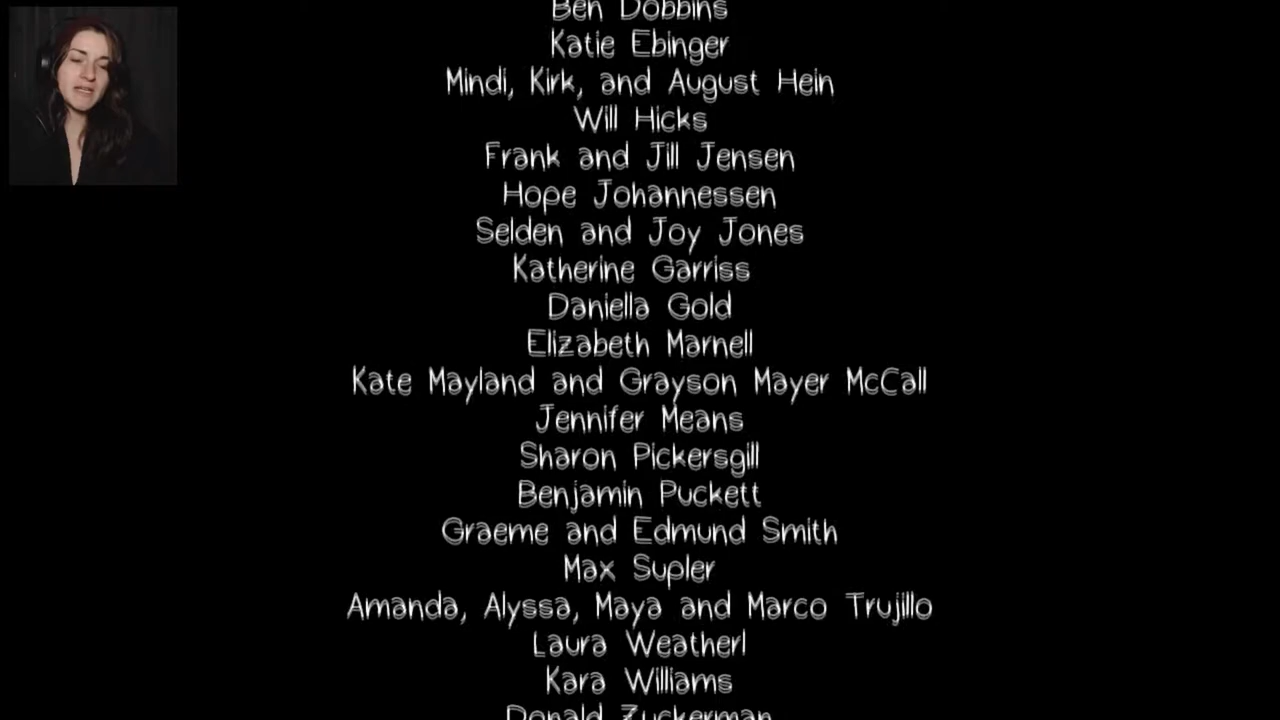 Ben Dobbins
Katie Ebinger
Mindi, Kirk, and August Hein
Will Hicks
Frank and Jill Jensen
Hope Johannessen
Selden and Joy Jones
Katherine Garriss
Daniella Gold
Elizabeth Marnell
Kate Mayland and Grayson Mayer McCall
Jennifer Means
Sharon Pickersgill
Benjamin Puckett
Graeme and Edmund Smith
Max Supler
Amanda, Alyssa, Maya and Marco Trujillo
Laura Weatherl
Kara Williams
Donald Zuckerman